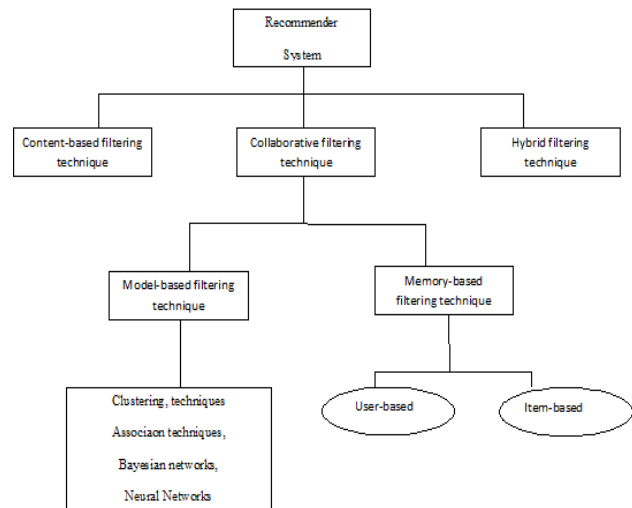 Recommender
System
Content-based filtering
technique
Collaborative filtering
technique
Hybrid filtering
technique
Model-based filtering
technique
Memory-based
filtering technique
Clustering, techniques
Associaon techniques,
Bayesian networks,
Neural Networks
User-based
Item-based